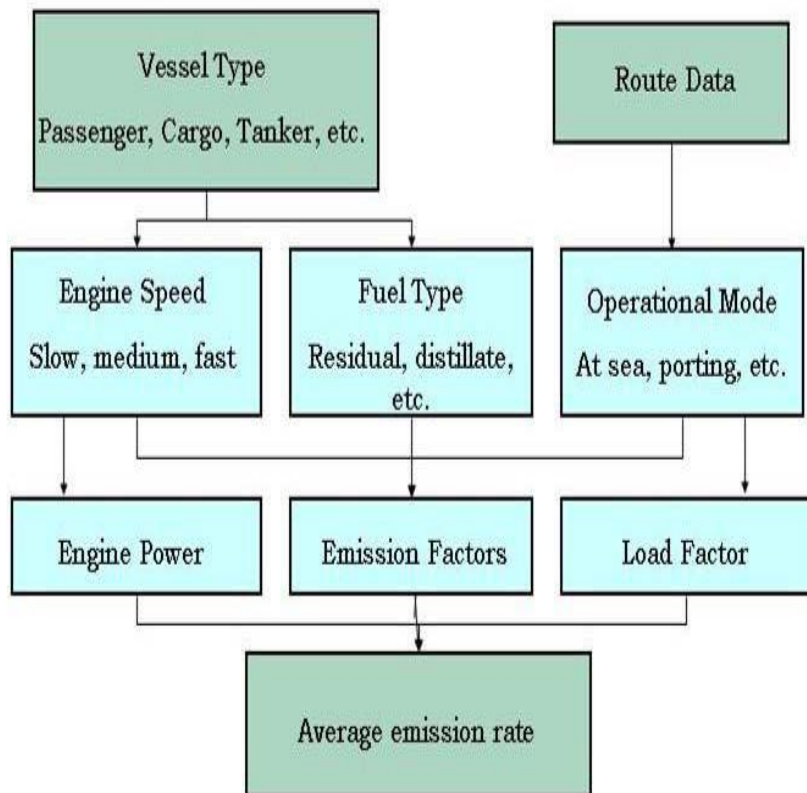 Vessel Type
Passenger, Cargo, Tanker, etc.
Route Data
Engine Speed
Slow, medium, fast
Fuel Type
Residual, distillate,
etc.
Operational Mode
At sea, porting, etc.
Engine Power
Emission Factors
Load Factor
Average emission rate